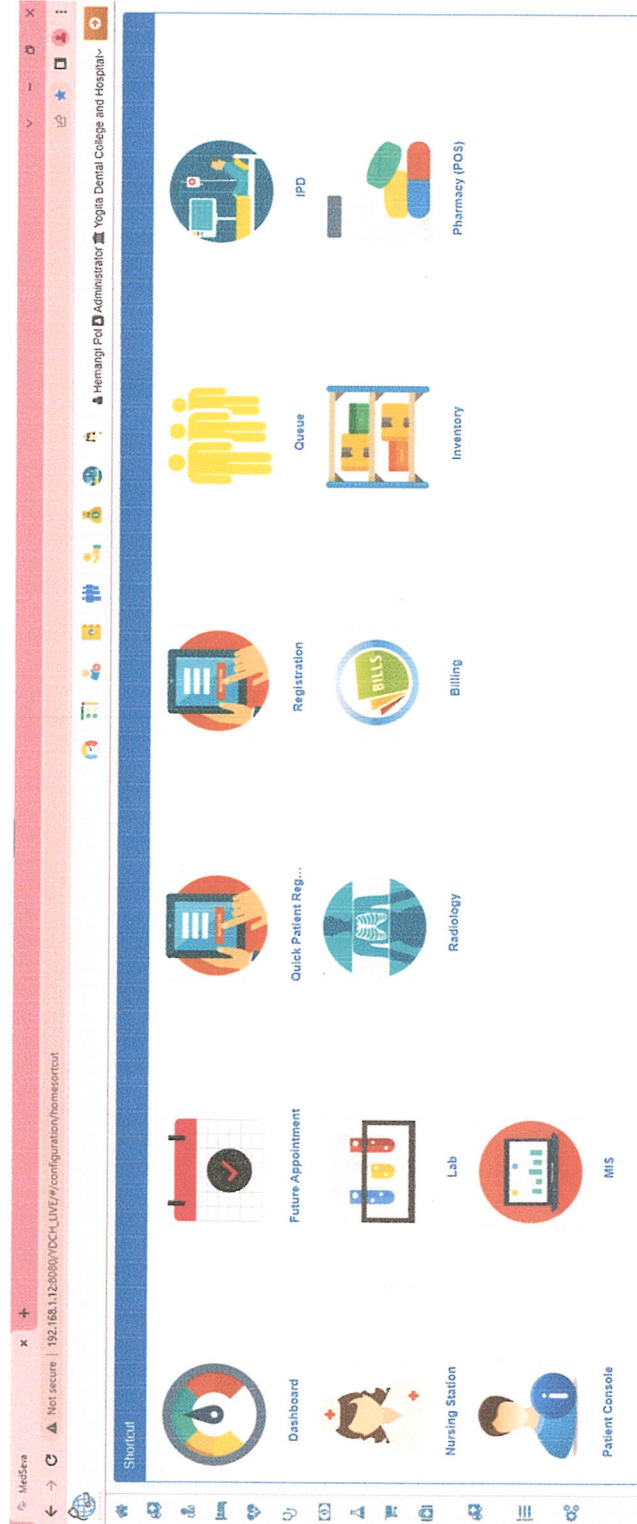 MedSeva
Not secure | 192.168.1.12:8080/YDCH_LIVE/#/configuration/homesortcut
Hemangi Pol Administrator Yogita Dental College and Hospital
Shortcut
Dashboard
Future Appointment
Quick Patient Reg...
Registration
Queue
IPD
Nursing Station
Lab
Radiology
BILLS
Billing
Inventory
Pharmacy (POS)
Patient Console
MIS